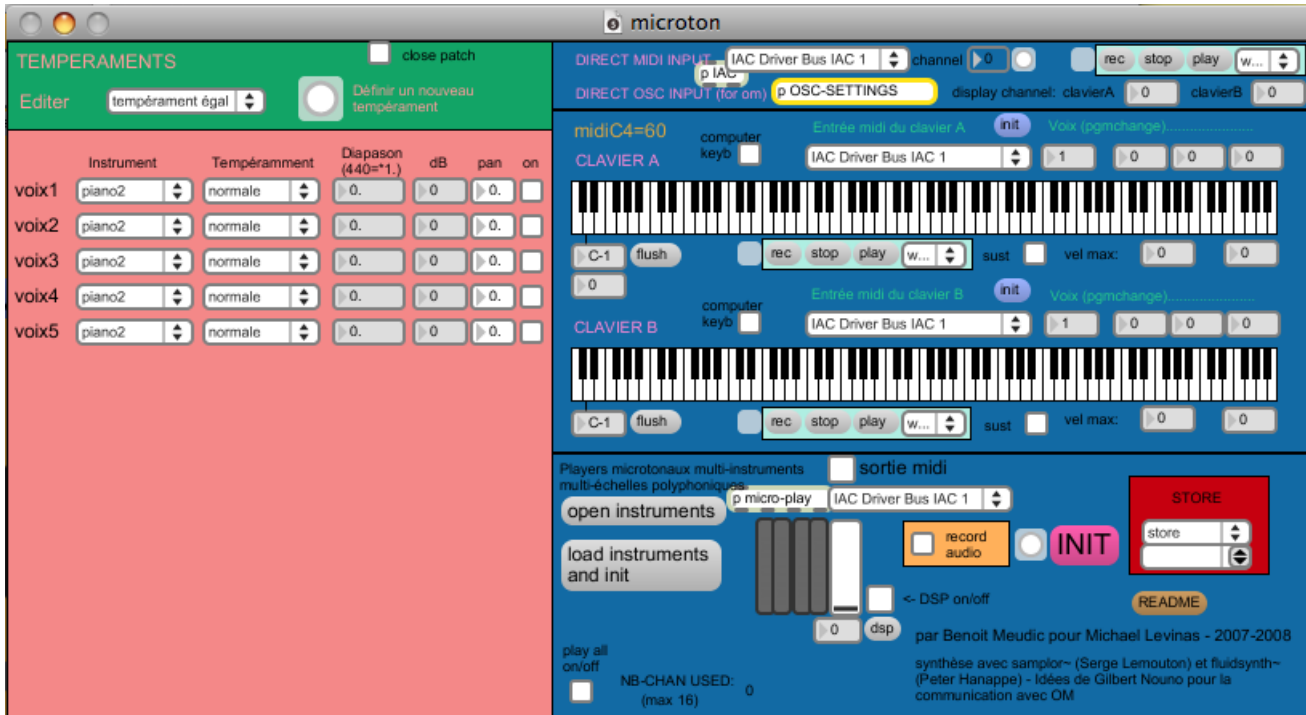 microton
TEMPERAMENTS
close patch
Editer
tempérament égal
Définir un nouveau
tempérament
Instrument Tempéramment Diapason (440=*1.) dB pan on
voix1 piano2 normale 0. 0 0.
voix2 piano2 normale 0. 0 0.
voix3 piano2 normale 0. 0 0.
voix4 piano2 normale 0. 0 0.
voix5 piano2 normale 0. 0 0.
DIRECT MIDI INPUT IAC Driver Bus IAC 1 channel 0 rec stop play w...
p IAC
DIRECT OSC INPUT (for om) p OSC-SETTINGS display channel: clavierA 0 clavierB 0
midiC4=60
CLAVIER A
computer
keyb
Entrée midi du clavier A init Voix (pgmchange)......................
IAC Driver Bus IAC 1 1 0 0 0
C-1 flush rec stop play w... sust vel max: 0 0
0
computer
keyb
Entrée midi du clavier B init Voix (pgmchange)......................
CLAVIER B
IAC Driver Bus IAC 1 1 0 0 0
C-1 flush rec stop play w... sust vel max: 0 0
Players microtonaux multi-instruments
multi-échelles polyphoniques
sortie midi
p micro-play IAC Driver Bus IAC 1
open instruments
load instruments
and init
record
audio
INIT
STORE
store
<- DSP on/off
README
0 dsp
par Benoit Meudic pour Michael Levinas - 2007-2008
synthèse avec samplor~ (Serge Lemouton) et fluidsynth~
(Peter Hanappe) - Idées de Gilbert Nouno pour la
communication avec OM
play all
on/off
NB-CHAN USED: 0
(max 16)